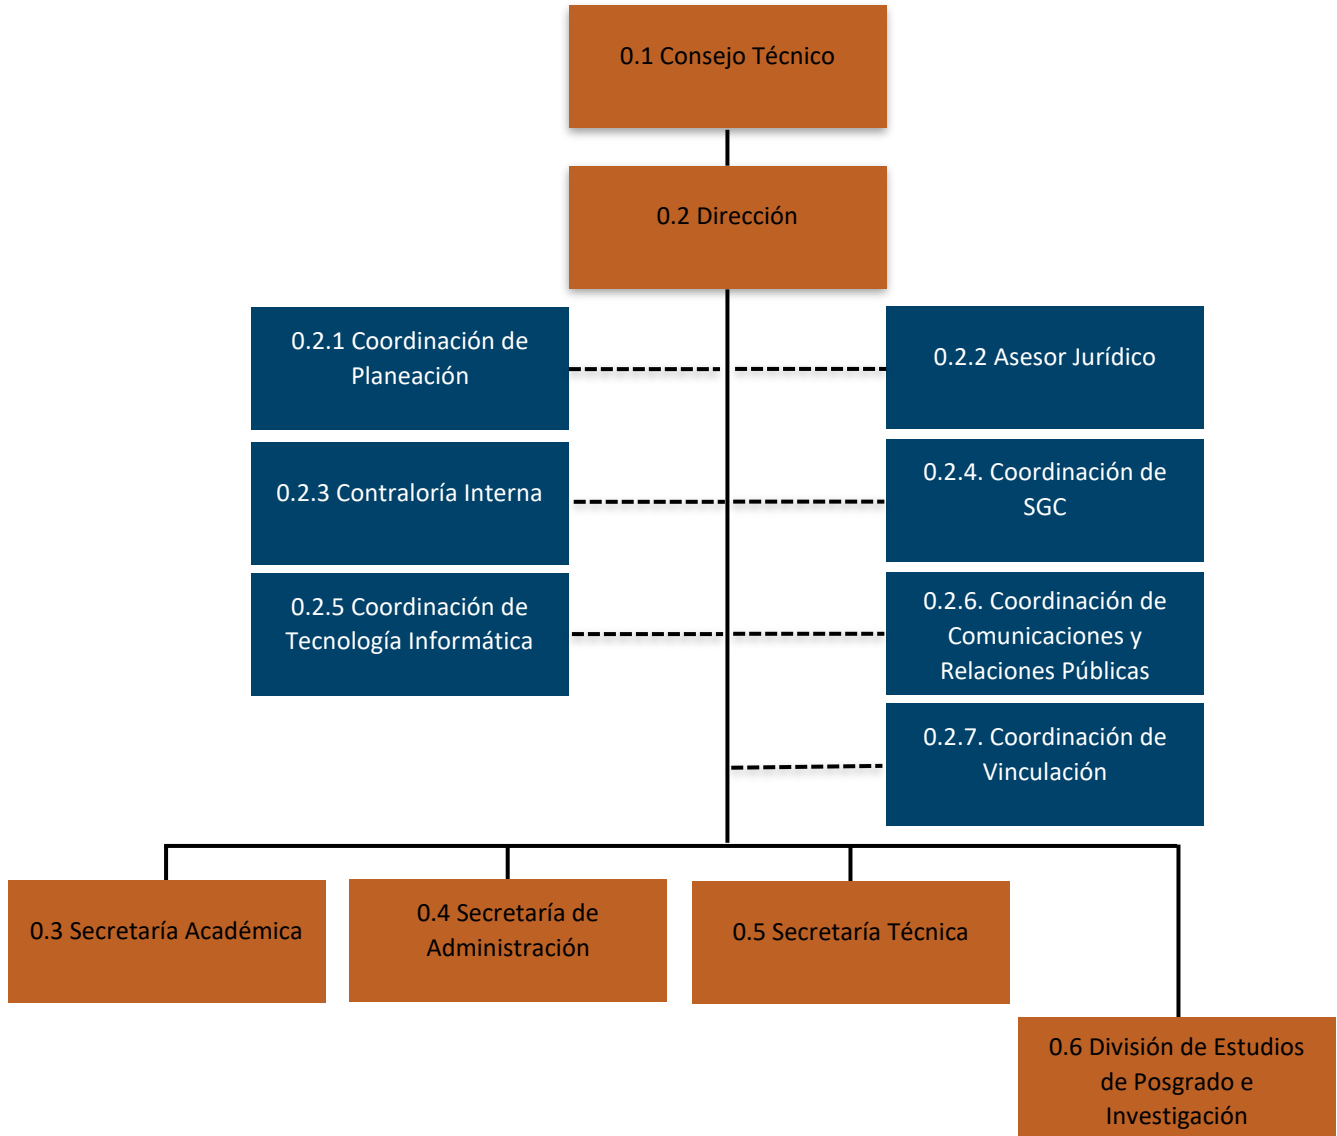 0.1 Consejo Técnico
0.2 Dirección
0.2.1 Coordinación de
Planeación
0.2.2 Asesor Jurídico
0.2.3 Contraloría Interna
0.2.4. Coordinación de
SGC
0.2.5 Coordinación de
Tecnología Informática
0.2.6. Coordinación de
Comunicaciones y
Relaciones Públicas
0.2.7. Coordinación de
Vinculación
0.3 Secretaría Académica
0.4 Secretaría de
Administración
0.5 Secretaría Técnica
0.6 División de Estudios
de Posgrado e
Investigación